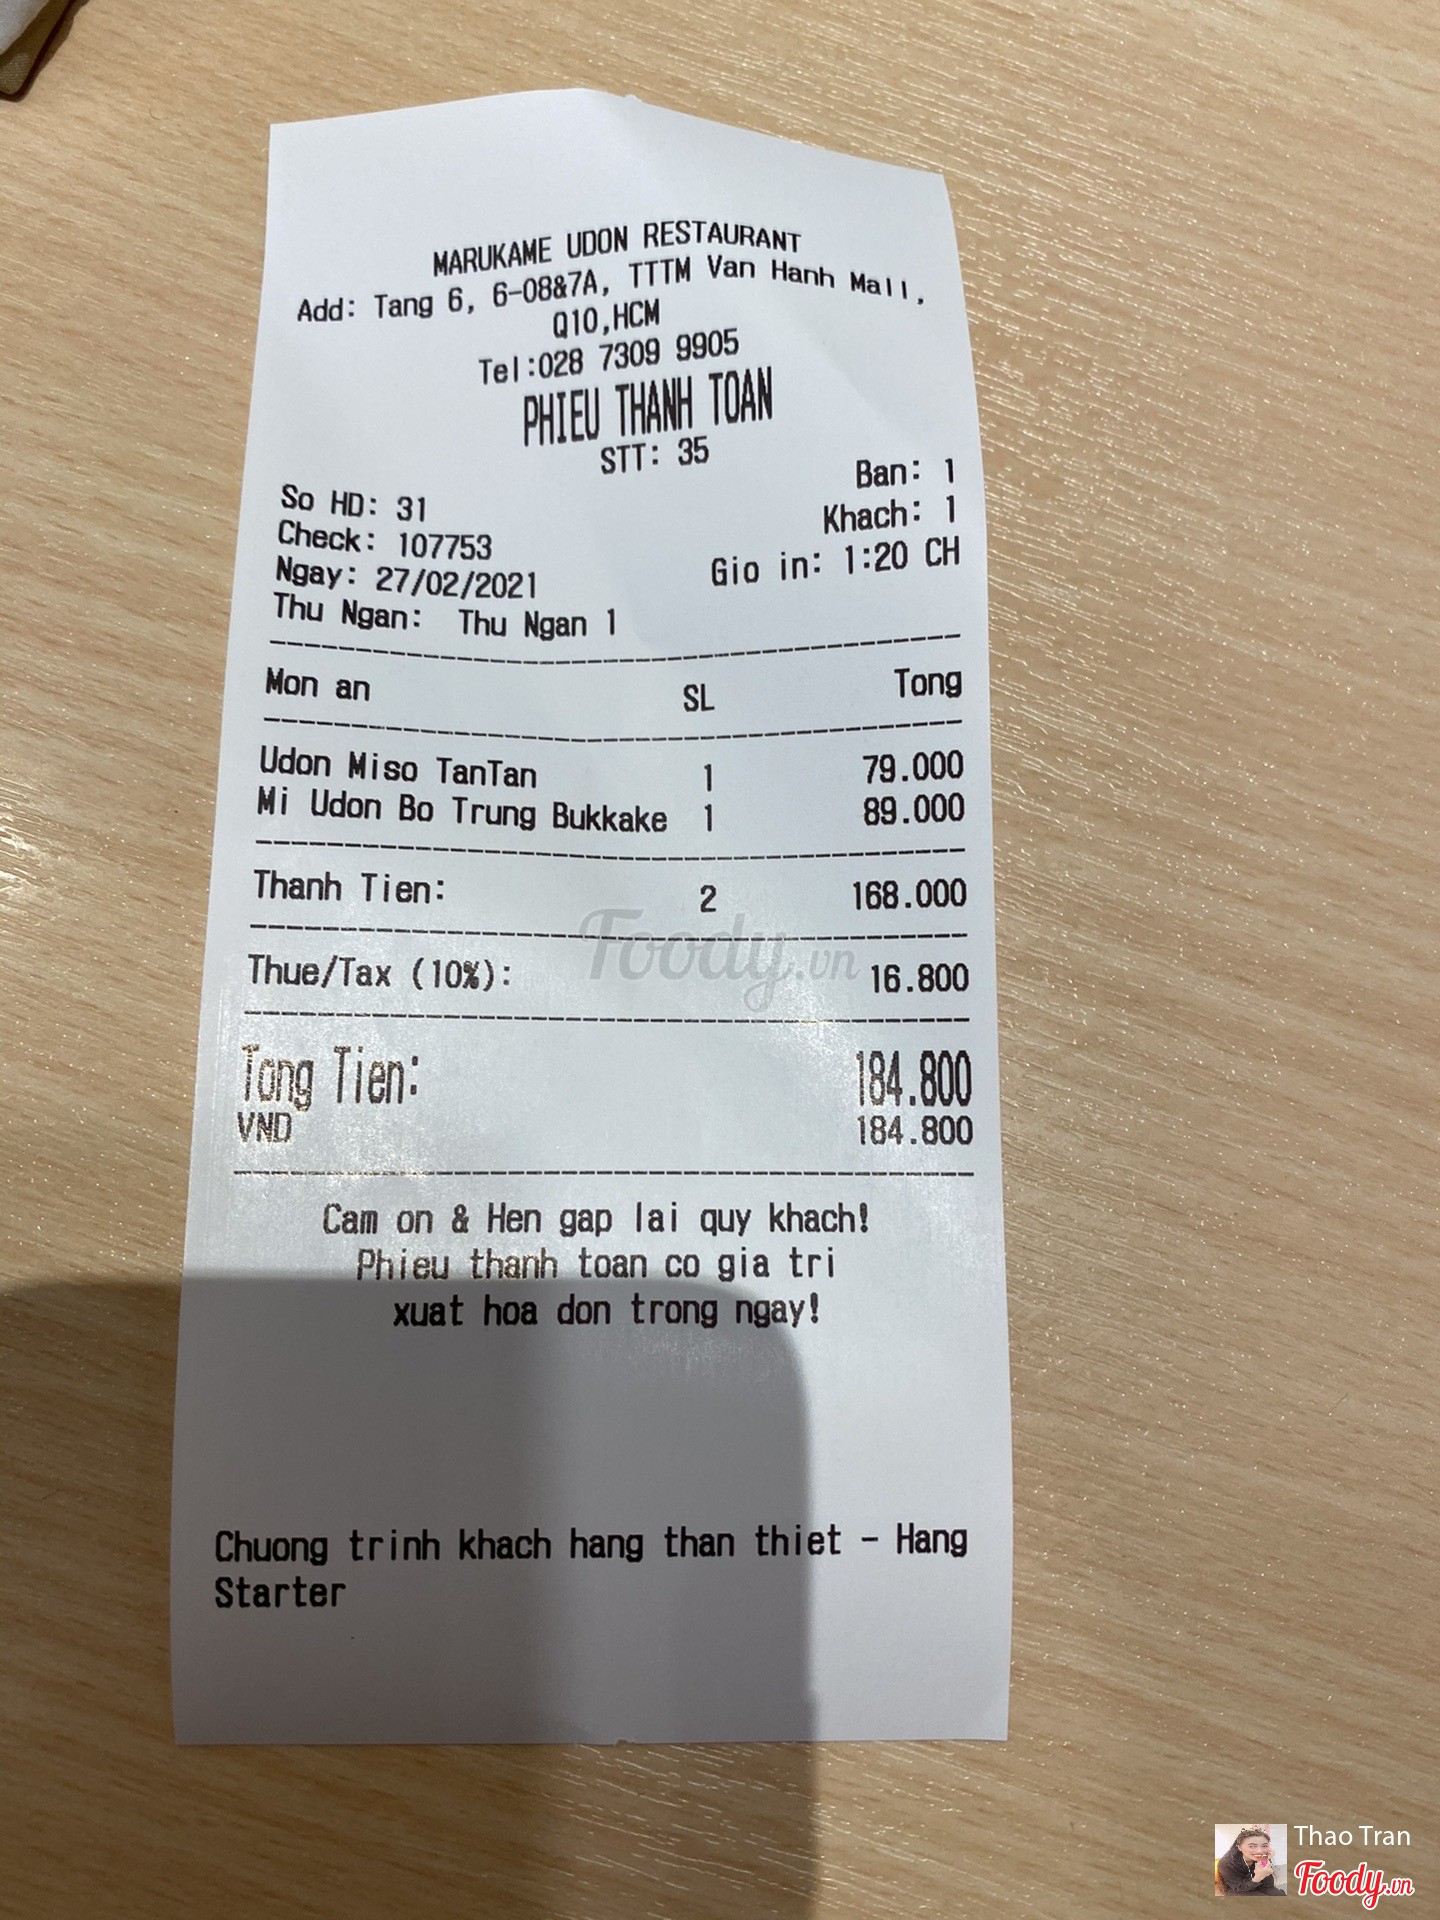 MARUKAME UDON RESTAURANT
Add: Tang 6, 6-08&7A, TTTM Van Hanh Mall,
Q10,HCM
Tel:028 7309 9905
PHIEU THANH TOAN
STT: 35
Ban: 1
So HD: 31
Khach: 1
Check: 107753
Gio in: 1:20 CH
Ngay: 27/02/2021
Thu Ngan: Thu Ngan 1
Mon an SL Tong
Udon Miso TanTan 1 79.000
Mi Udon Bo Trung Bukkake 1 89.000
Thanh Tien: 2 168.000
Foody.vn
Thue/Tax (10%): 16.800
Tong Tien: 184.800
VND 184.800
Cam on & Hen gap lai quy khach!
Phieu thanh toan co gia tri
xuat hoa don trong ngay!
Chuong trinh khach hang than thiet - Hang
Starter
Thao Tran
Foody.vn